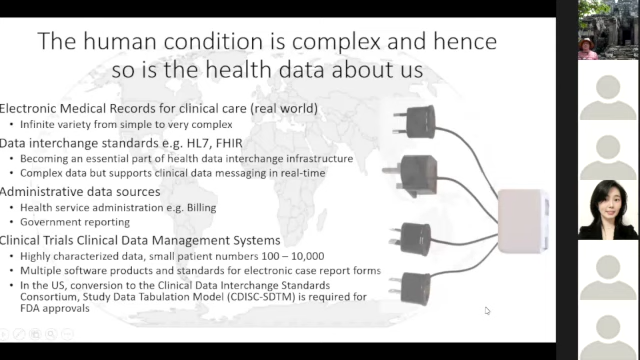 The human condition is complex and hence
so is the health data about us
Electronic Medical Records for clinical care (real world)
• Infinite variety from simple to very complex
Data interchange standards e.g. HL7, FHIR
• Becoming an essential part of health data interchange infrastructure
• Complex data but supports clinical data messaging in real-time
Administrative data sources
• Health service administration e.g. Billing
• Government reporting
Clinical Trials Clinical Data Management Systems
• Highly characterized data, small patient numbers 100 – 10,000
• Multiple software products and standards for electronic case report forms
• In the US, conversion to the Clinical Data Interchange Standards
Consortium, Study Data Tabulation Model (CDISC-SDTM) is required for
FDA approvals